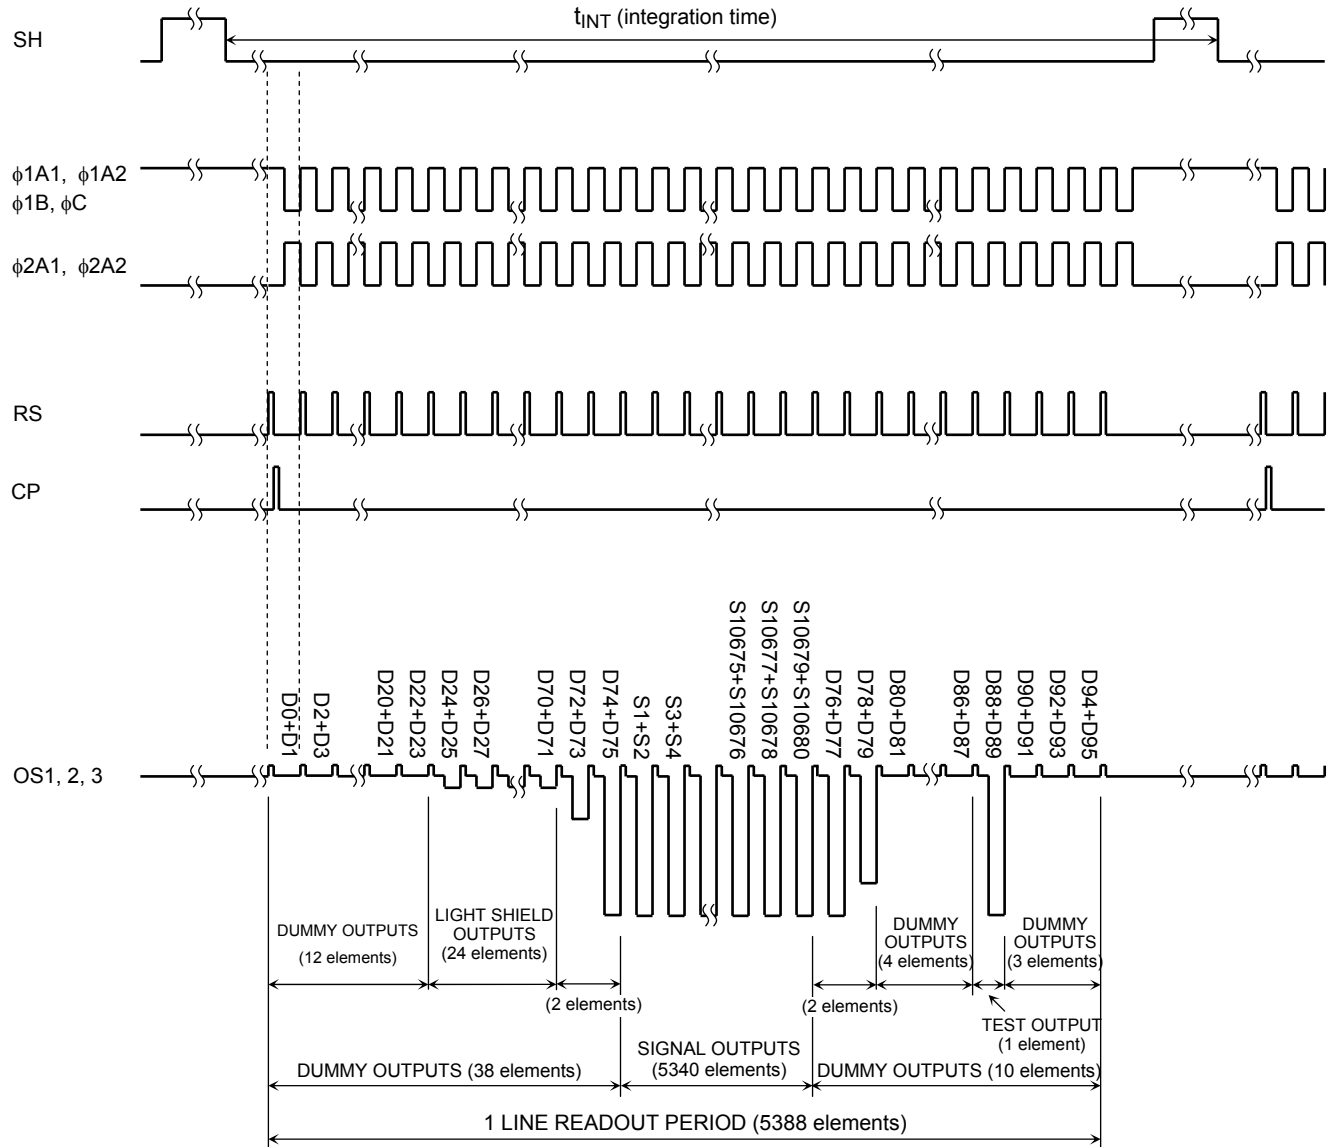 tINT (integration time)
SH
ϕ1A1, ϕ1A2
ϕ1B, ϕC
ϕ2A1, ϕ2A2
RS
CP
D0+D1
D2+D3
D20+D21
D22+D23
D24+D25
D26+D27
D70+D71
D72+D73
D74+D75
S1+S2
S3+S4
S10675+S10676
S10677+S10678
S10679+S10680
D76+D77
D78+D79
D80+D81
D86+D87
D88+D89
D90+D91
D92+D93
D94+D95
OS1, 2, 3
DUMMY OUTPUTS
(12 elements)
LIGHT SHIELD
OUTPUTS
(24 elements)
(2 elements)
(2 elements)
DUMMY
OUTPUTS
(4 elements)
DUMMY
OUTPUTS
(3 elements)
TEST OUTPUT
(1 element)
DUMMY OUTPUTS (38 elements)
SIGNAL OUTPUTS
(5340 elements)
DUMMY OUTPUTS (10 elements)
1 LINE READOUT PERIOD (5388 elements)